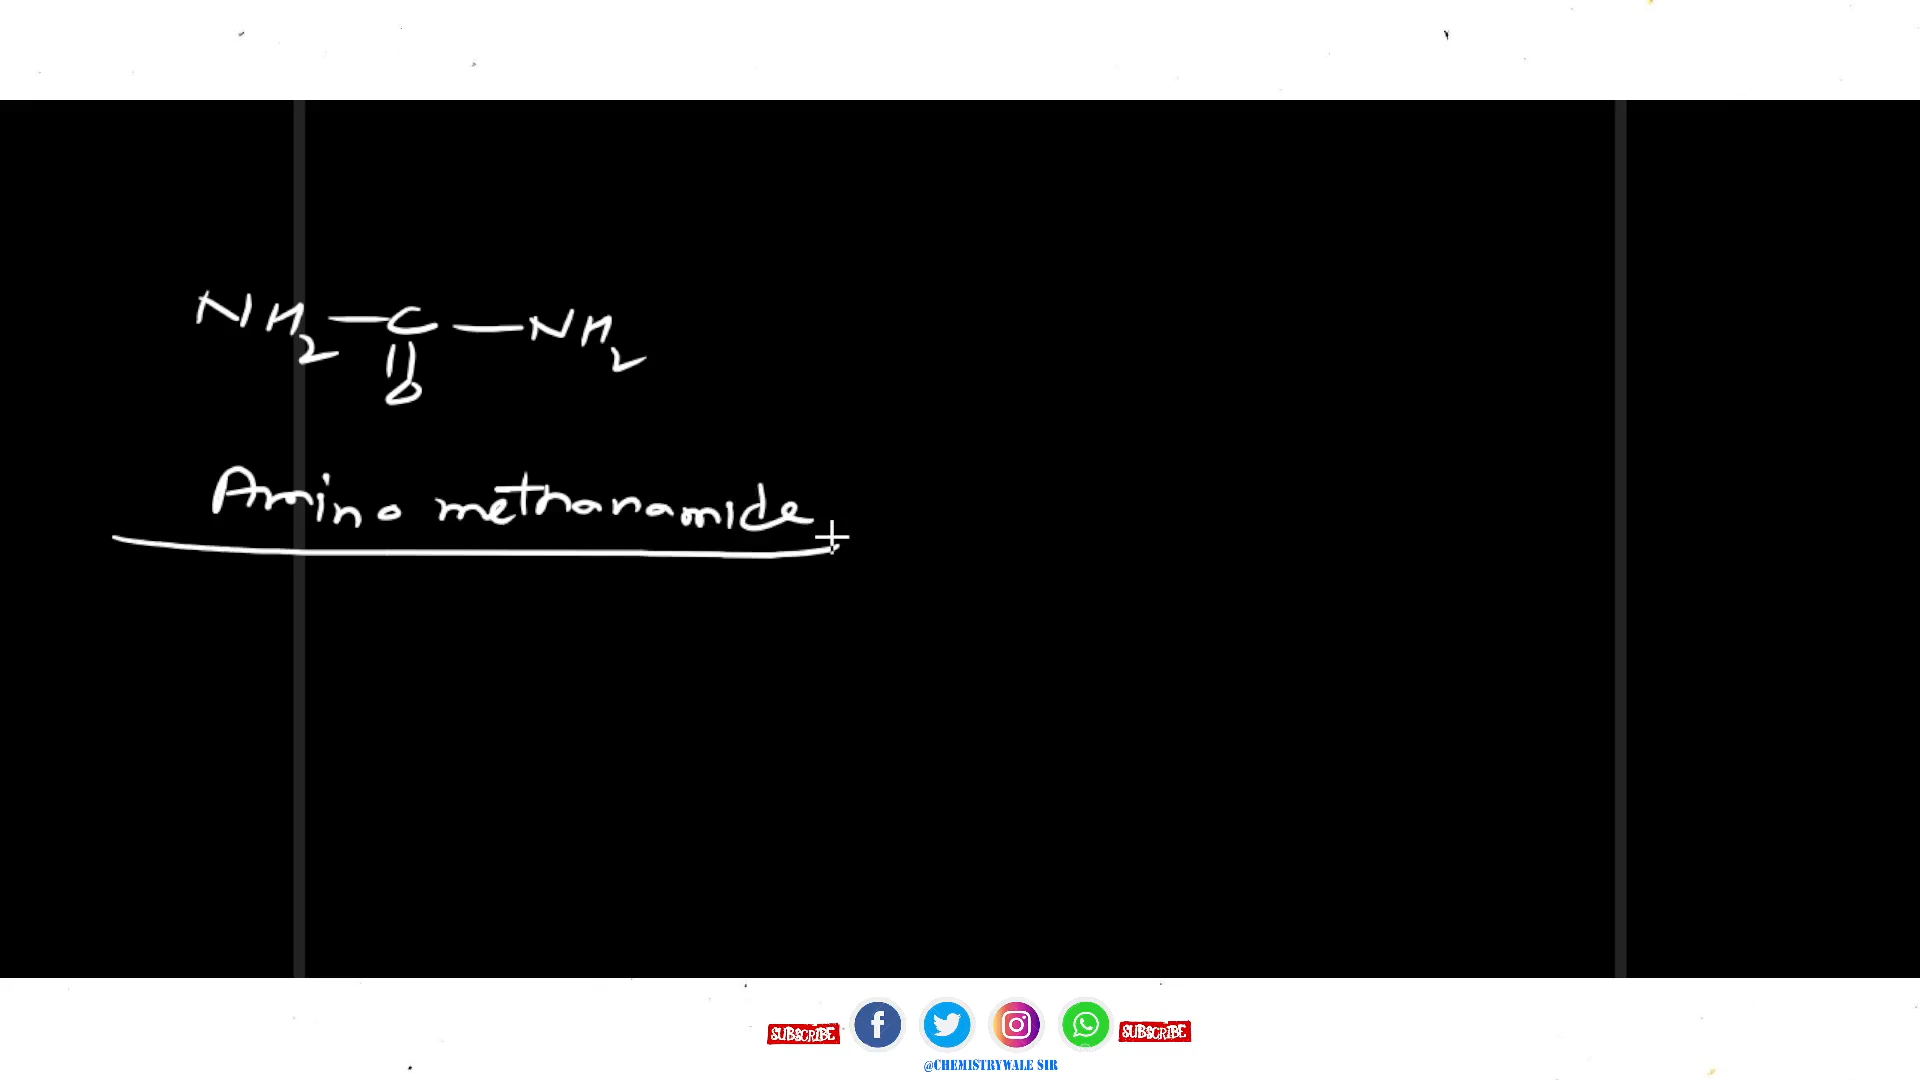 NH2 — C — NH2
||
O
Amino methanamide
SUBSCRIBE
SUBSCRIBE
@CHEMISTRYWALE SIR